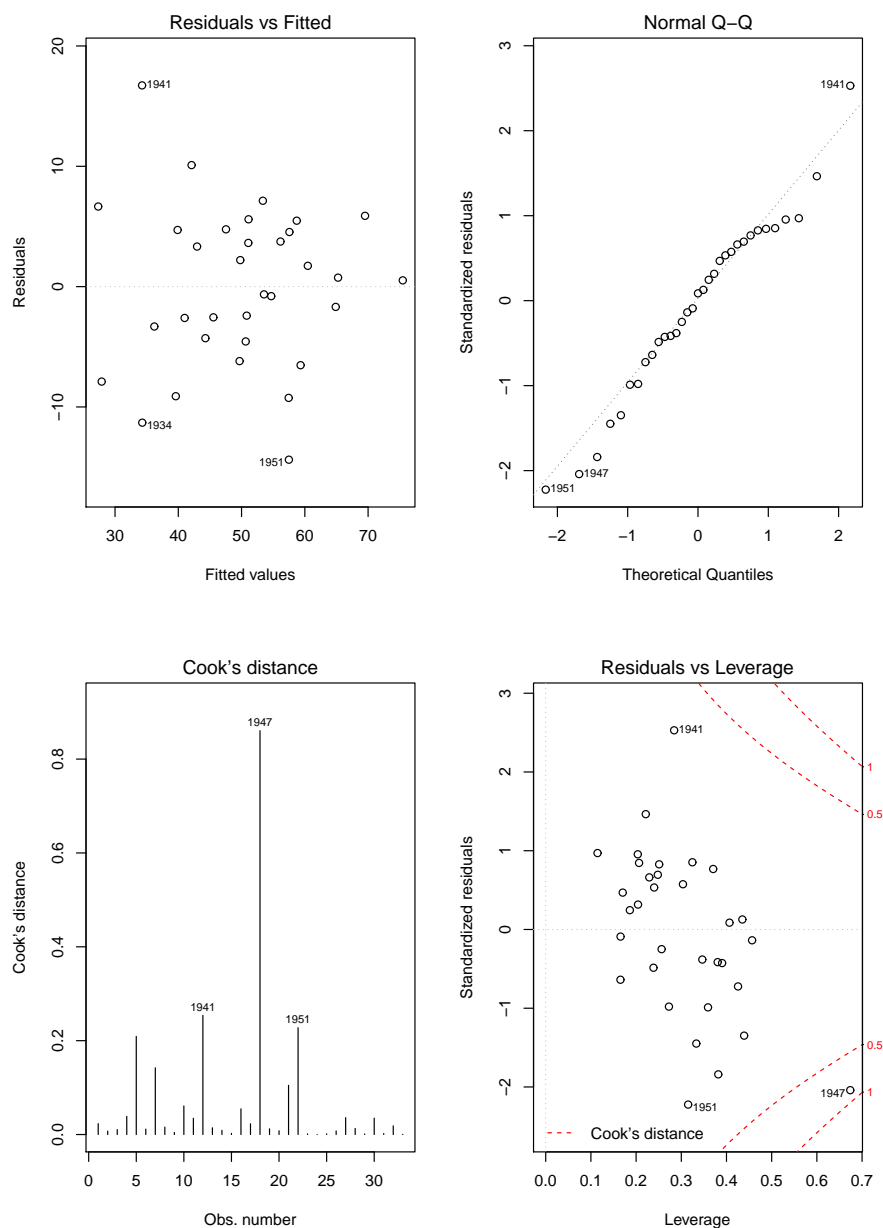 Residuals vs Fitted
20
10
0
−10
Residuals
1941
1934
1951
30 40 50 60 70
Fitted values
Normal Q−Q
3
2
1
0
−1
−2
Standardized residuals
1941
1947
1951
−2 −1 0 1 2
Theoretical Quantiles
Cook's distance
0.8
0.6
0.4
0.2
0.0
Cook's distance
1947
1941
1951
0 5 10 15 20 25 30
Obs. number
Residuals vs Leverage
3
2
1
0
−1
−2
Standardized residuals
1941
1
0.5
0.5
1947
1
1951
Cook's distance
0.0 0.1 0.2 0.3 0.4 0.5 0.6 0.7
Leverage